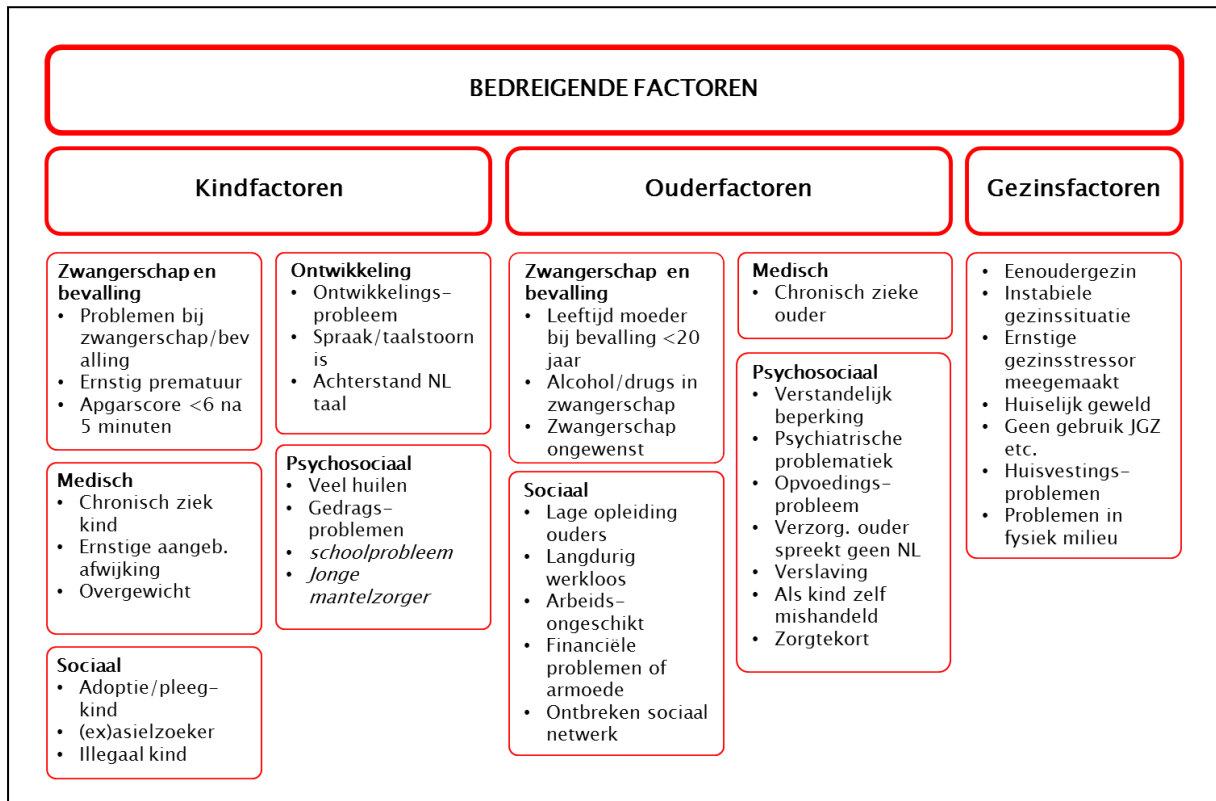 BEDREIGENDE FACTOREN
Kindfactoren
Zwangerschap en
bevalling
• Problemen bij
zwangerschap/bev
alling
• Ernstig prematuur
• Apgarscore <6 na
5 minuten
Medisch
• Chronisch ziek
kind
• Ernstige aangeb.
afwijking
• Overgewicht
Sociaal
• Adoptie/pleeg-
kind
• (ex)asielzoeker
• Illegaal kind
Ontwikkeling
• Ontwikkelings-
probleem
• Spraak/taalstoorn
is
• Achterstand NL
taal
Psychosociaal
• Veel huilen
• Gedrags-
problemen
• schoolprobleem
• Jonge
mantelzorger
Ouderfactoren
Zwangerschap en
bevalling
• Leeftijd moeder
bij bevalling <20
jaar
• Alcohol/drugs in
zwangerschap
• Zwangerschap
ongewenst
Sociaal
• Lage opleiding
ouders
• Langdurig
werkloos
• Arbeids-
ongeschikt
• Financiële
problemen of
armoede
• Ontbreken sociaal
netwerk
Medisch
• Chronisch zieke
ouder
Psychosociaal
• Verstandelijk
beperking
• Psychiatrische
problematiek
• Opvoedings-
probleem
• Verzorg. ouder
spreekt geen NL
• Verslaving
• Als kind zelf
mishandeld
• Zorgtekort
Gezinsfactoren
• Eenoudergezin
• Instabiele
gezinssituatie
• Ernstige
gezinsstressor
meegemaakt
• Huiselijk geweld
• Geen gebruik JGZ
etc.
• Huisvestings-
problemen
• Problemen in
fysiek milieu